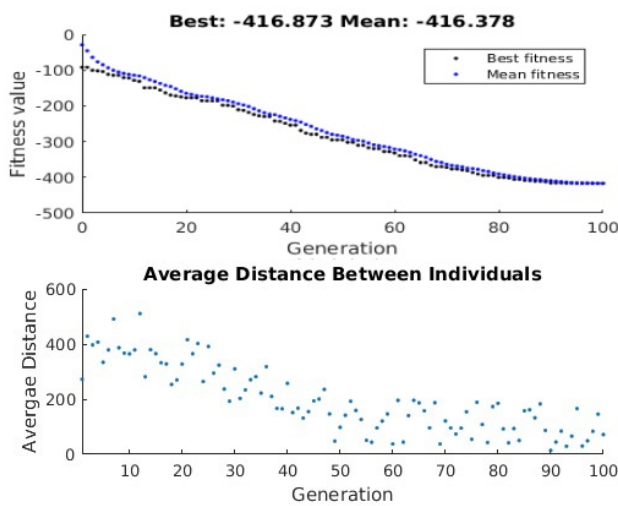 Best: -416.873 Mean: -416.378
0
-100
-200
-300
-400
-500
Fitness value
Best fitness
Mean fitness
0 20 40 60 80 100
Generation
Average Distance Between Individuals
600
400
200
0
Avergae Distance
10 20 30 40 50 60 70 80 90 100
Generation